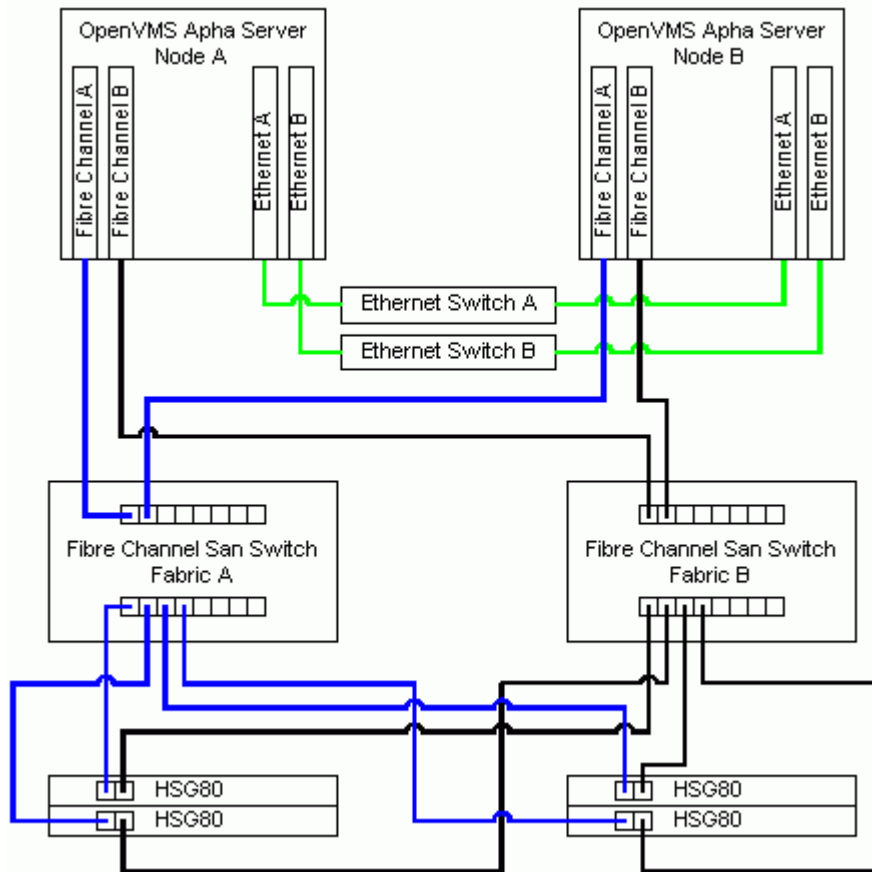 OpenVMS Apha Server
Node A
Fibre Channel A
Fibre Channel B
Ethernet A
Ethernet B
OpenVMS Apha Server
Node B
Fibre Channel A
Fibre Channel B
Ethernet A
Ethernet B
Ethernet Switch A
Ethernet Switch B
Fibre Channel San Switch
Fabric A
Fibre Channel San Switch
Fabric B
HSG80
HSG80
HSG80
HSG80